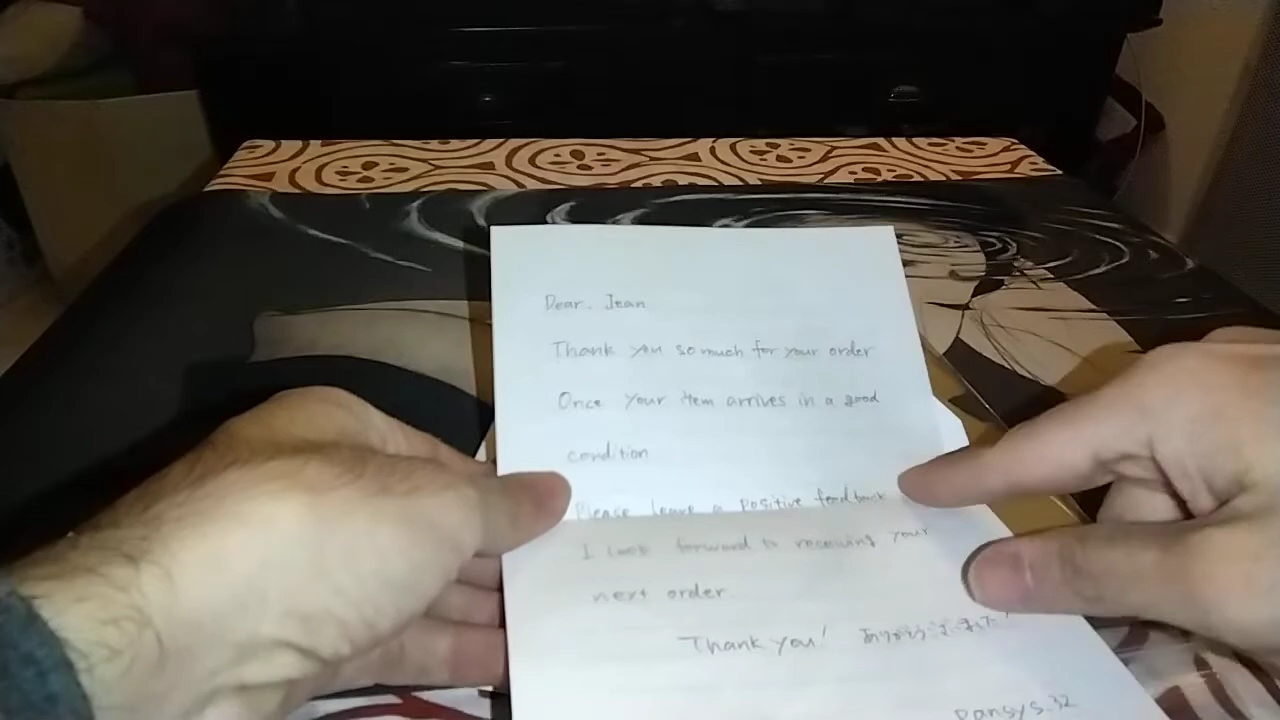 Dear. Jean
Thank you so much for your order
Once your item arrives in a good
condition
Please leave a positive feedback
I look forward to receiving your
next order.
Thank you! ありがとうございました!
pansys.32